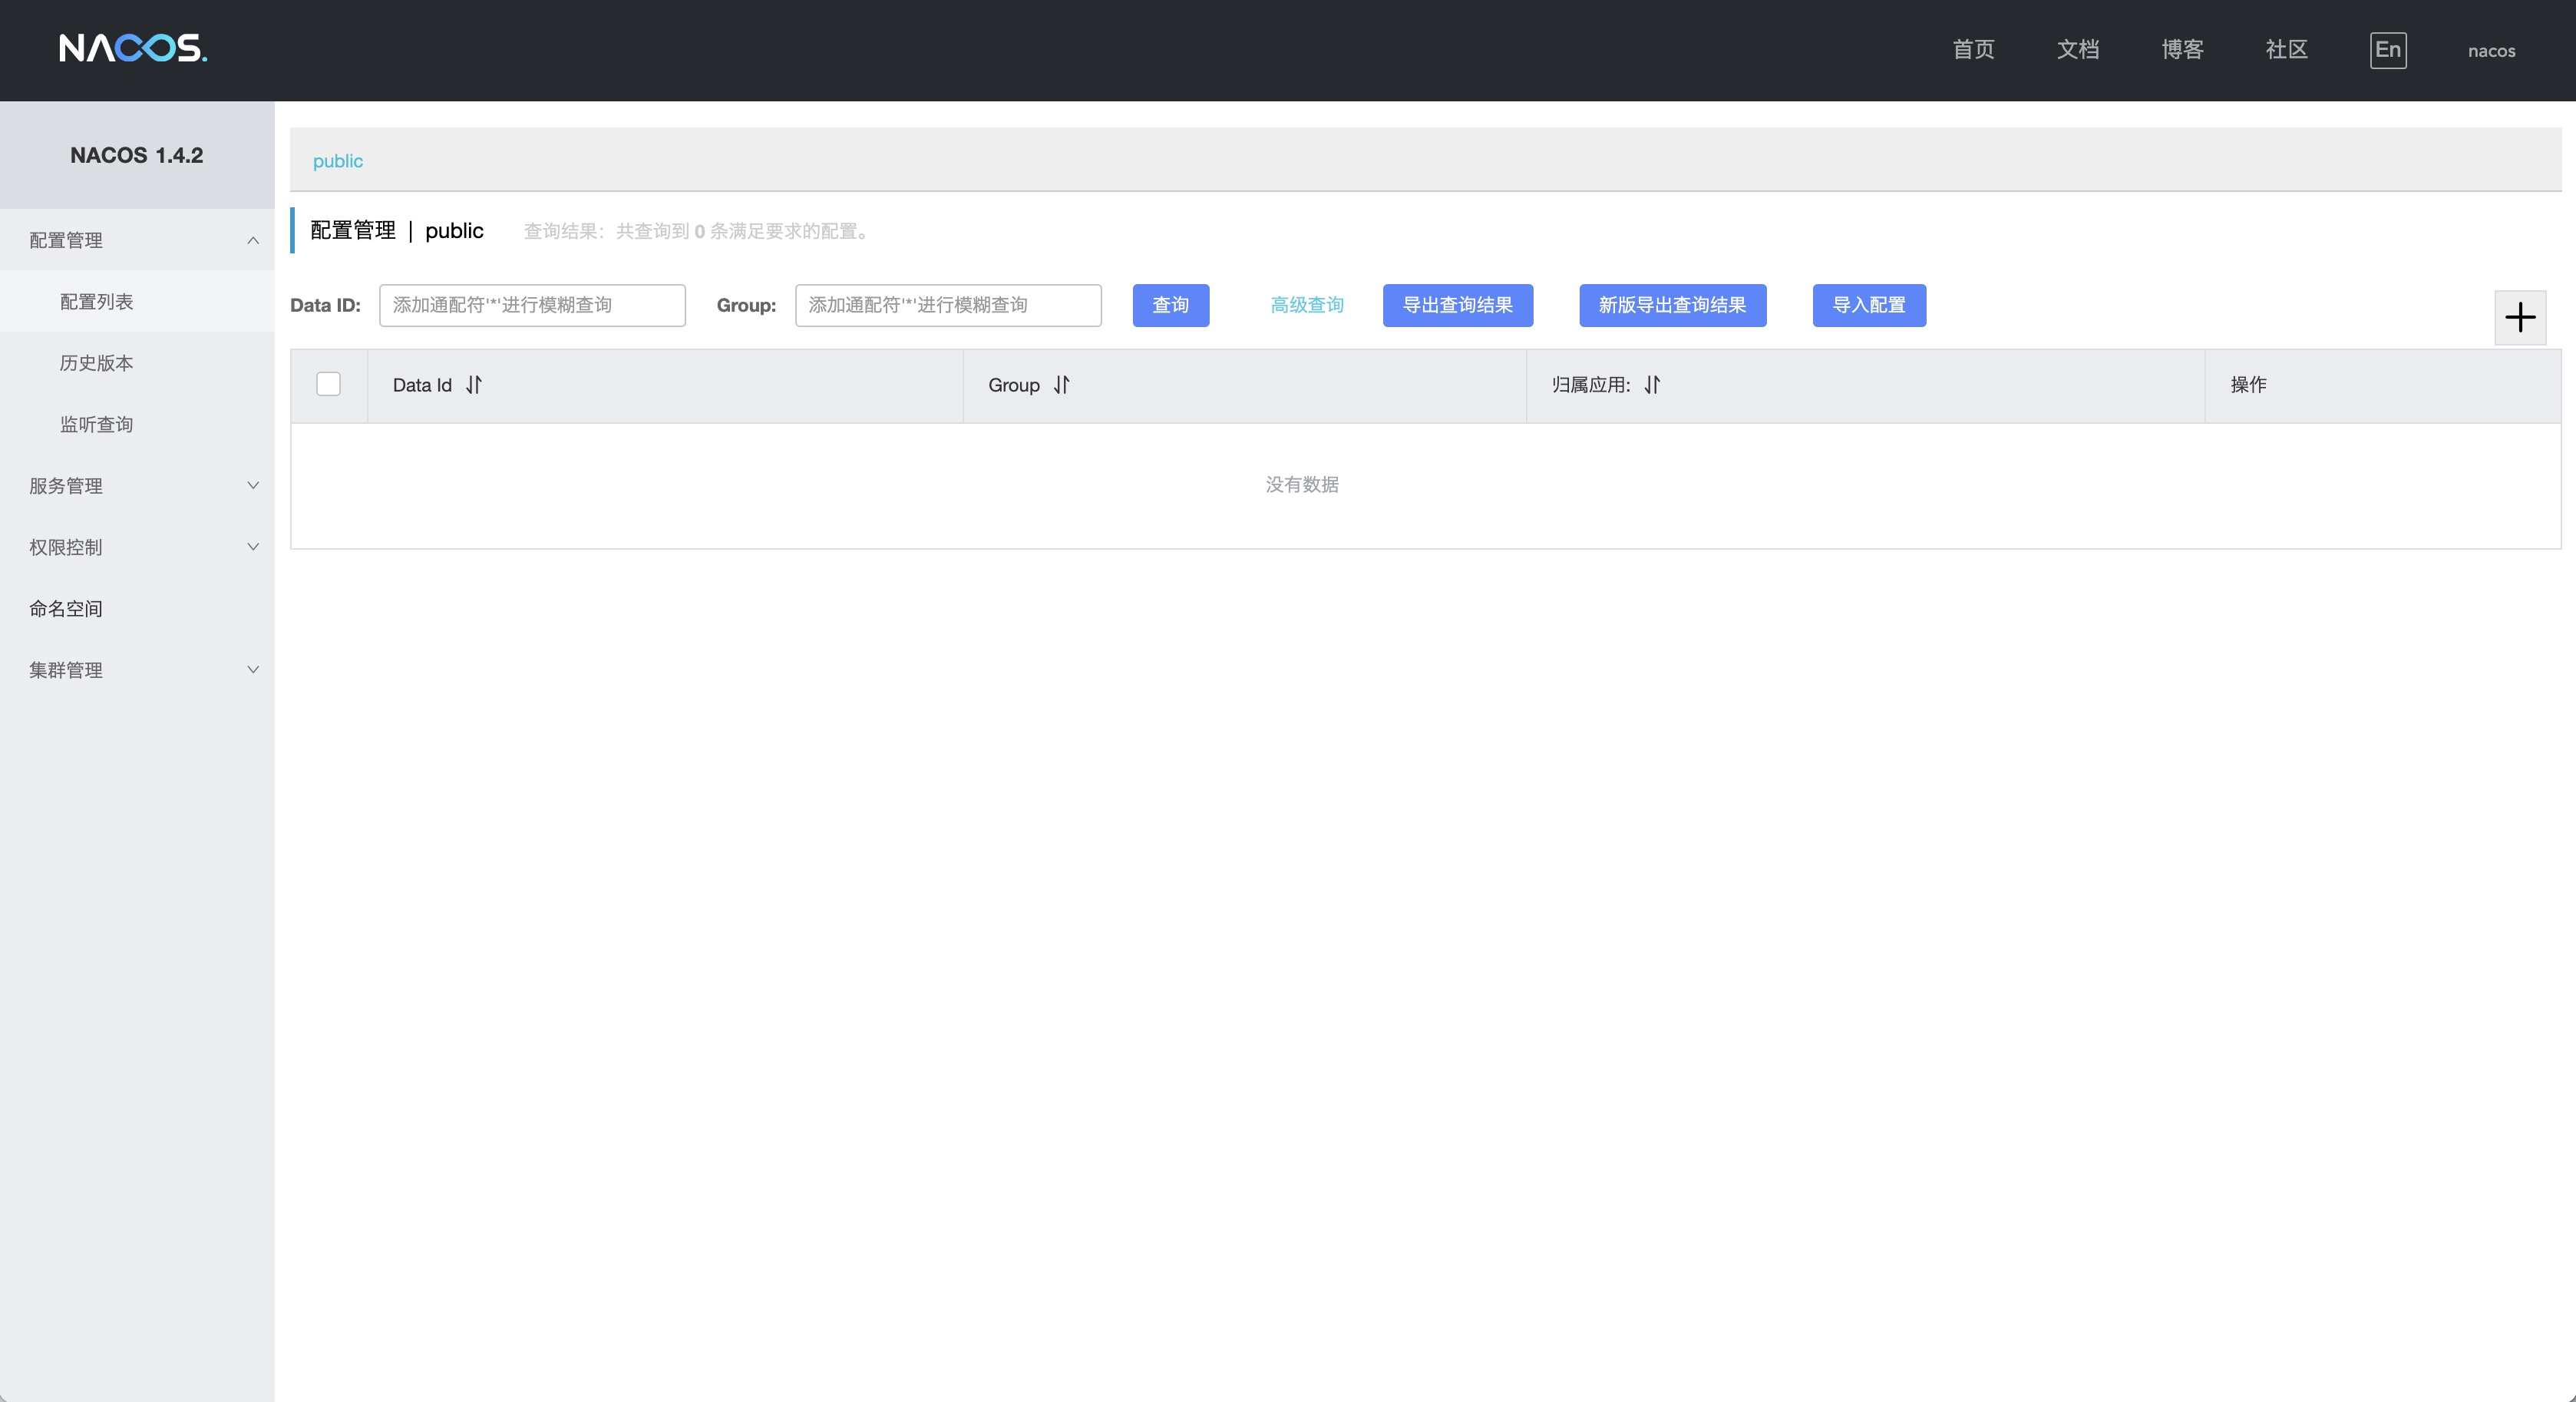 NACOS.
首页 文档 博客 社区 En nacos
NACOS 1.4.2
配置管理
配置列表
历史版本
监听查询
服务管理
权限控制
命名空间
集群管理
public
配置管理 | public 查询结果：共查询到 0 条满足要求的配置。
Data ID: 添加通配符'*'进行模糊查询 Group: 添加通配符'*'进行模糊查询 查询 高级查询 导出查询结果 新版导出查询结果 导入配置
Data Id Group 归属应用: 操作
没有数据